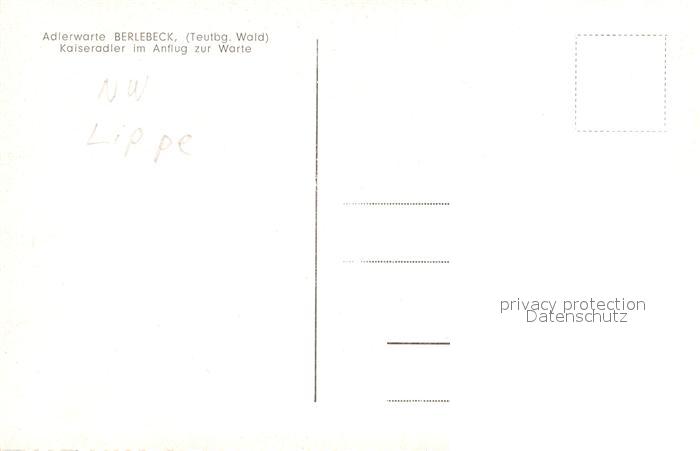 Adlerwarte BERLEBECK, (Teutbg. Wald)
Kaiseradler im Anflug zur Warte
NW
Lippe
privacy protection
Datenschutz